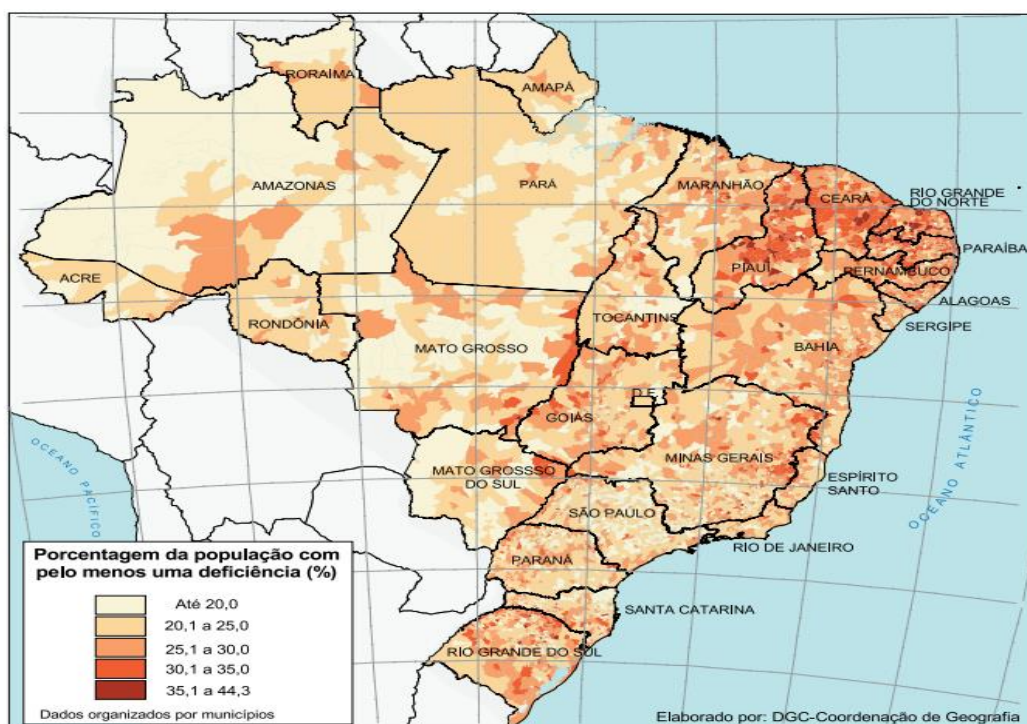 RORAÍMA
AMAPÁ
AMAZONAS
PARÁ
MARANHÃO
CEARÁ
RIO GRANDE
DO NORTE
PARAÍBA
PIAUÍ
PERNAMBUCO
ACRE
ALAGOAS
SERGIPE
RONDÔNIA
TOCANTINS
MATO GROSSO
BAHIA
D.F.
GOIÁS
MINAS GERAIS
MATO GROSSSO
DO SUL
ESPÍRITO
SANTO
SÃO PAULO
RIO DE JANEIRO
PARANÁ
SANTA CATARINA
RIO GRANDE DO SUL
OCEANO PACÍFICO
OCEANO ATLÂNTICO
Porcentagem da população com
pelo menos uma deficiência (%)
Até 20,0
20,1 a 25,0
25,1 a 30,0
30,1 a 35,0
35,1 a 44,3
Dados organizados por municípios
Elaborado por: DGC-Coordenação de Geografia